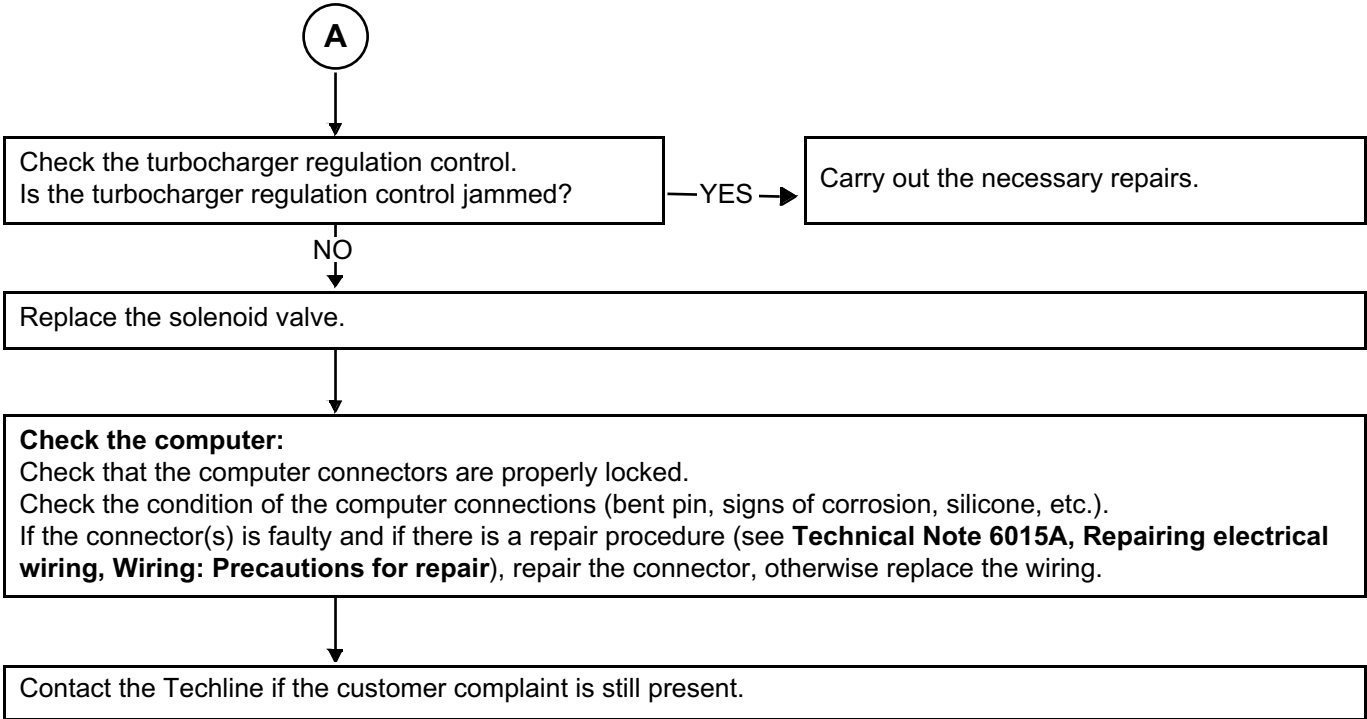 A
Check the turbocharger regulation control.
Is the turbocharger regulation control jammed?
YES
Carry out the necessary repairs.
NO
Replace the solenoid valve.
Check the computer:
Check that the computer connectors are properly locked.
Check the condition of the computer connections (bent pin, signs of corrosion, silicone, etc.).
If the connector(s) is faulty and if there is a repair procedure (see Technical Note 6015A, Repairing electrical
wiring, Wiring: Precautions for repair), repair the connector, otherwise replace the wiring.
Contact the Techline if the customer complaint is still present.